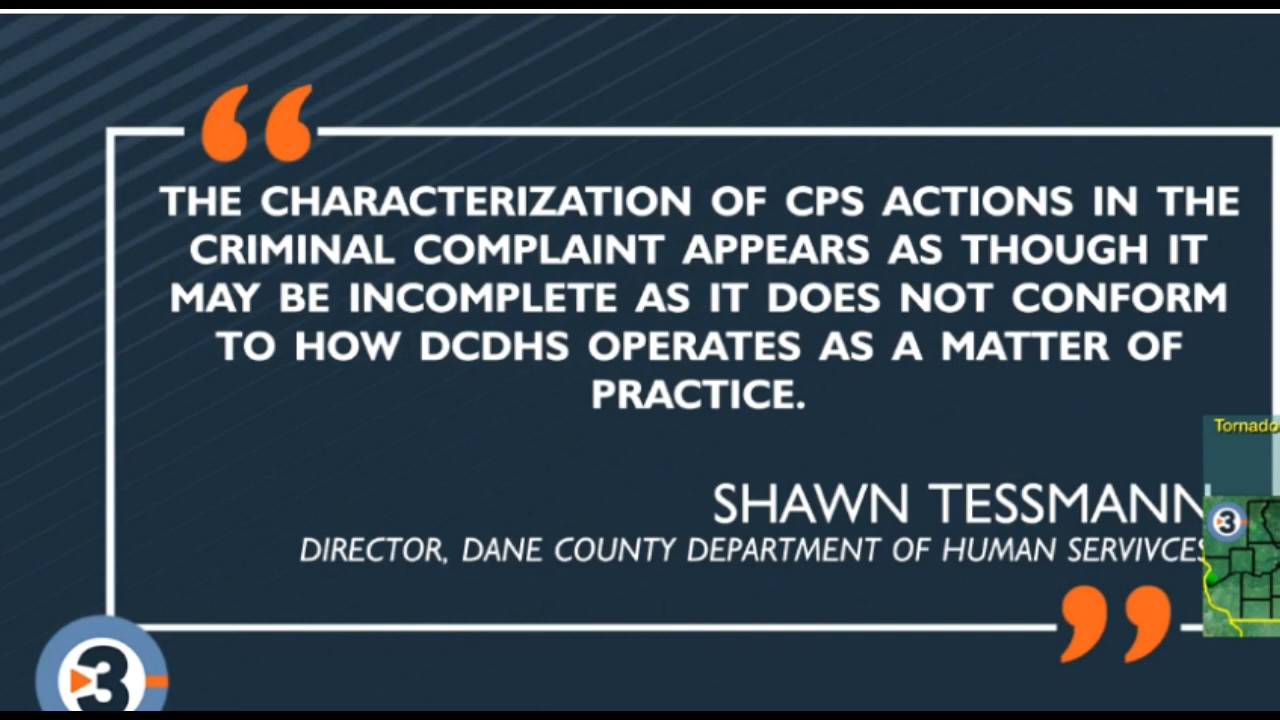 THE CHARACTERIZATION OF CPS ACTIONS IN THE
CRIMINAL COMPLAINT APPEARS AS THOUGH IT
MAY BE INCOMPLETE AS IT DOES NOT CONFORM
TO HOW DCDHS OPERATES AS A MATTER OF
PRACTICE.
Tornado
SHAWN TESSMANN
3
DIRECTOR, DANE COUNTY DEPARTMENT OF HUMAN SERVIVCES
3